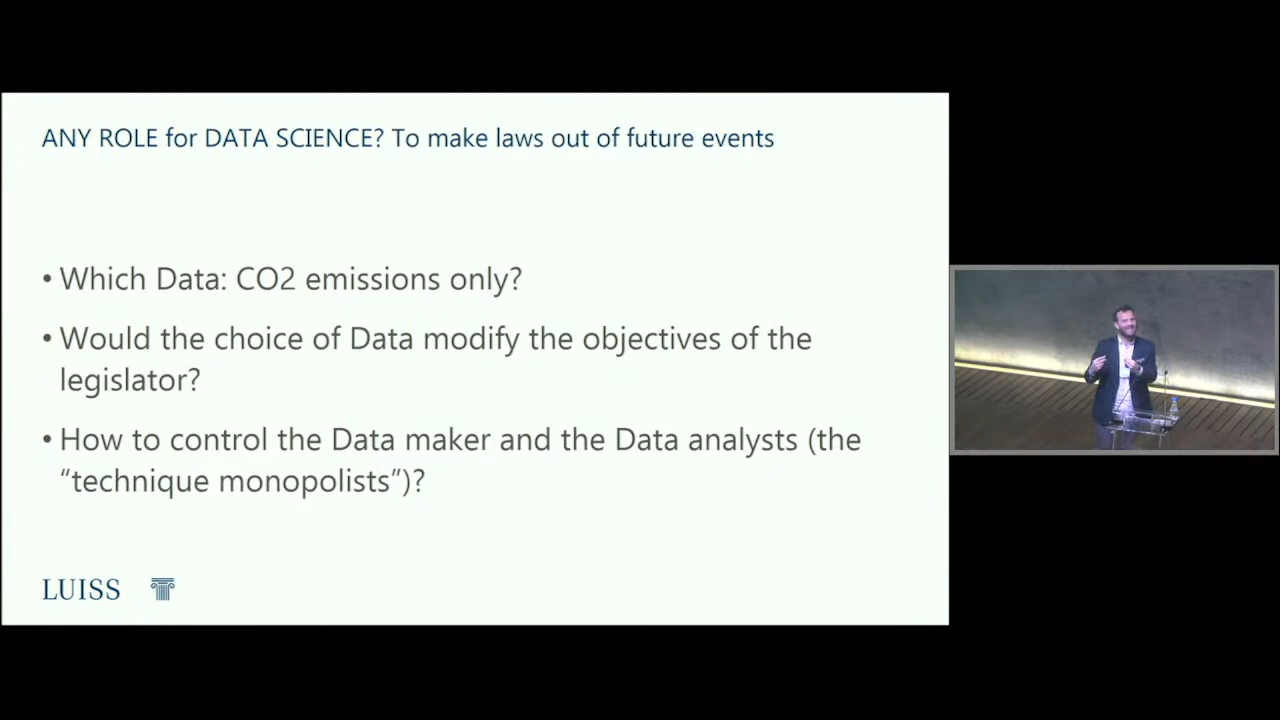 ANY ROLE for DATA SCIENCE? To make laws out of future events
• Which Data: CO2 emissions only?
• Would the choice of Data modify the objectives of the
legislator?
• How to control the Data maker and the Data analysts (the
“technique monopolists”)?
LUISS